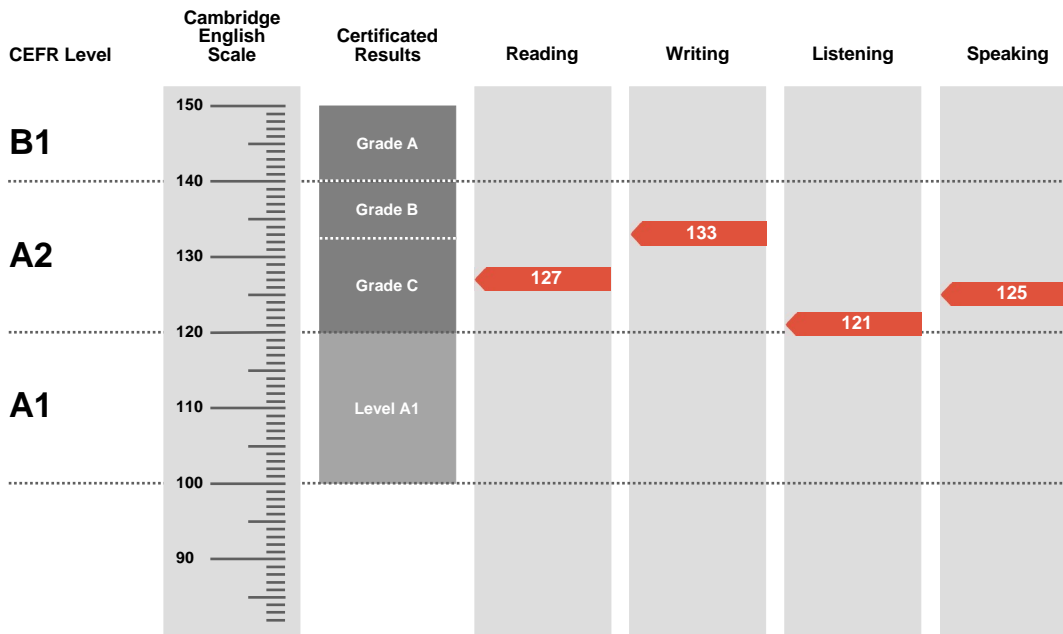 CEFR Level
Cambridge
English
Scale
Certificated
Results
Reading
Writing
Listening
Speaking
150
B1
Grade A
140
Grade B
133
A2
130
127
Grade C
125
121
120
A1
110
Level A1
100
90